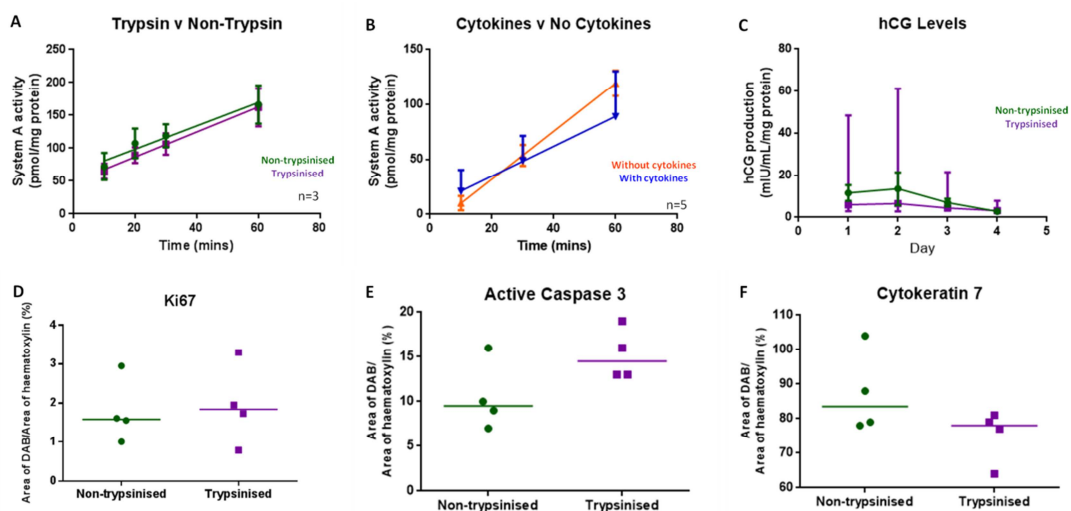 A
Trypsin v Non-Trypsin
System A activity
(pmol/mg protein)
250
200
150
100
50
0
0
20
40
60
80
Time (mins)
Non-trypsinised
Trypsinised
n=3
B
Cytokines v No Cytokines
System A activity
(pmol/mg protein)
150
100
50
0
0
20
40
60
80
Time (mins)
Without cytokines
With cytokines
n=5
C
hCG Levels
hCG production
(mIU/mL/mg protein)
80
60
40
20
0
0
1
2
3
4
5
Day
Non-trypsinised
Trypsinised
D
Ki67
Area of DAB/Area of haematoxylin (%)
4
3
2
1
0
Non-trypsinised
Trypsinised
E
Active Caspase 3
Area of DAB/
Area of haematoxylin (%)
20
15
10
5
0
Non-trypsinised
Trypsinised
F
Cytokeratin 7
Area of DAB/
Area of haematoxylin (%)
110
100
90
80
70
60
Non-trypsinised
Trypsinised